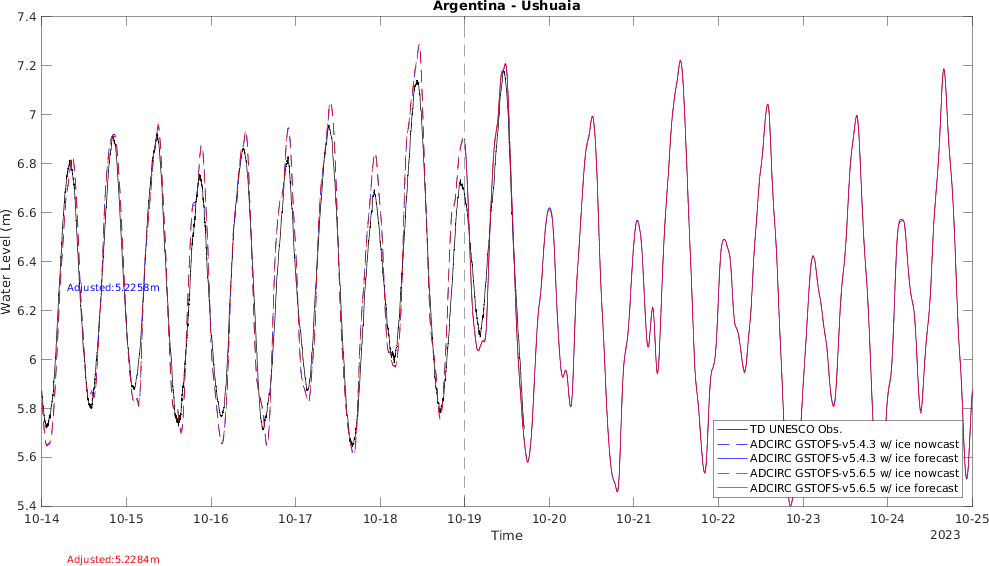 Argentina - Ushuaia
7.4
7.2
7
6.8
6.6
6.4
6.2
6
5.8
5.6
5.4
Water Level (m)
Adjusted:5.2258m
TD UNESCO Obs.
ADCIRC GSTOFS-v5.4.3 w/ ice nowcast
ADCIRC GSTOFS-v5.4.3 w/ ice forecast
ADCIRC GSTOFS-v5.6.5 w/ ice nowcast
ADCIRC GSTOFS-v5.6.5 w/ ice forecast
10-14 10-15 10-16 10-17 10-18 10-19 10-20 10-21 10-22 10-23 10-24 10-25
Time
2023
Adjusted:5.2284m